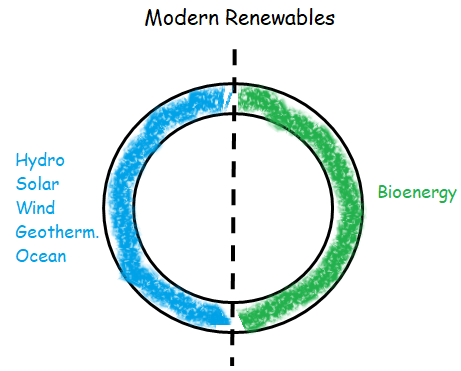 Modern Renewables
Hydro
Solar
Wind
Geotherm.
Ocean
Bioenergy